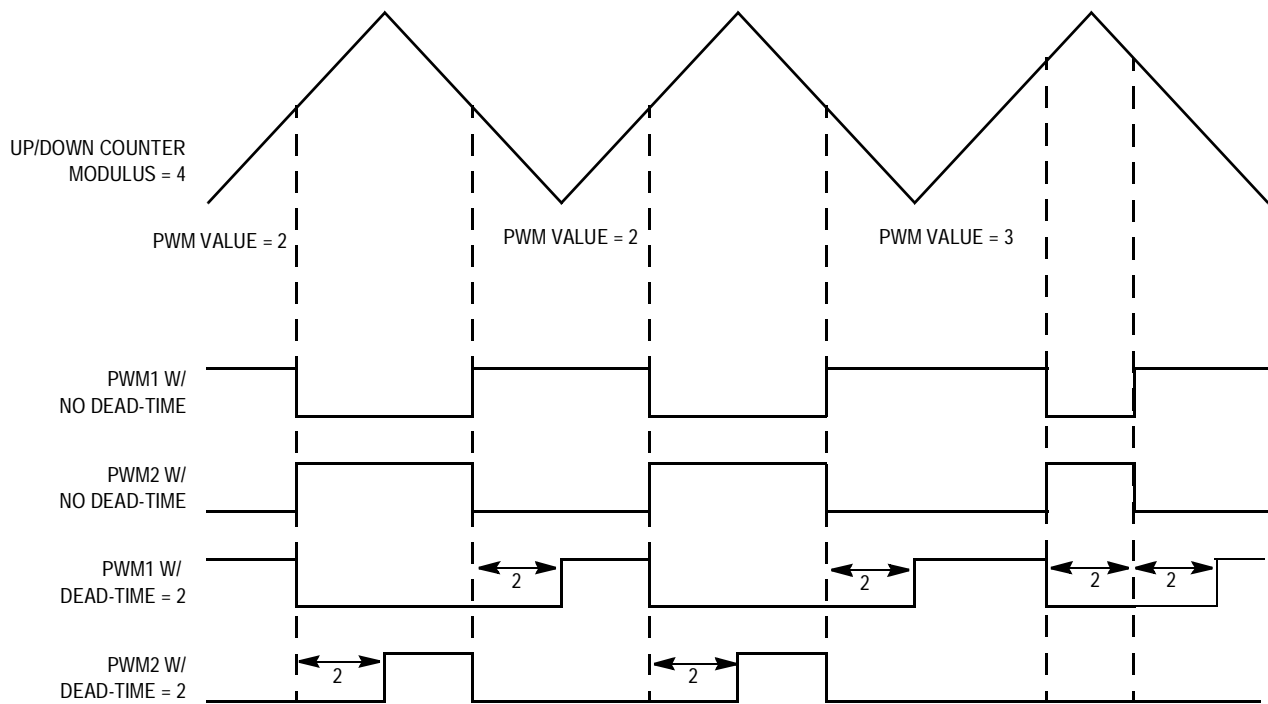 UP/DOWN COUNTER
MODULUS = 4
PWM VALUE = 2
PWM VALUE = 2
PWM VALUE = 3
PWM1 W/
NO DEAD-TIME
PWM2 W/
NO DEAD-TIME
PWM1 W/
DEAD-TIME = 2
2
2
2
2
PWM2 W/
DEAD-TIME = 2
2
2